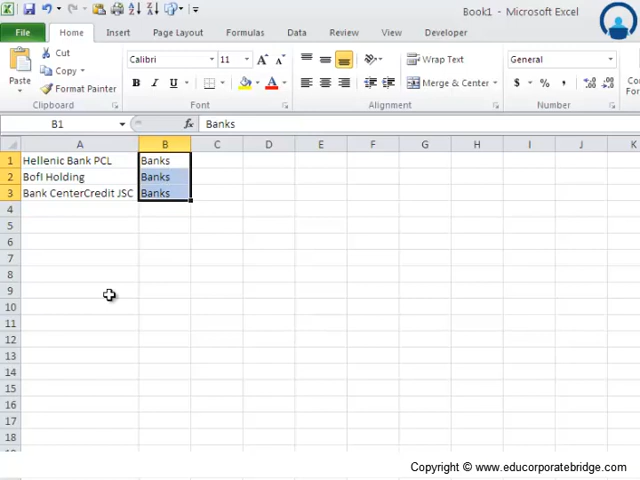 Book1 - Microsoft Excel
File Home Insert Page Layout Formulas Data Review View Developer
Paste
Cut
Copy
Format Painter
Clipboard
Calibri 11
B I U
Font
Wrap Text
Merge & Center
Alignment
General
$ % ,
Number
Con
B1 fx Banks
A B C D E F G H I J K
1 Hellenic Bank PCL Banks
2 BofI Holding Banks
3 Bank CenterCredit JSC Banks
4
5
6
7
8
9
10
11
12
13
14
15
16
17
18
Copyright © www.educorporatebridge.com